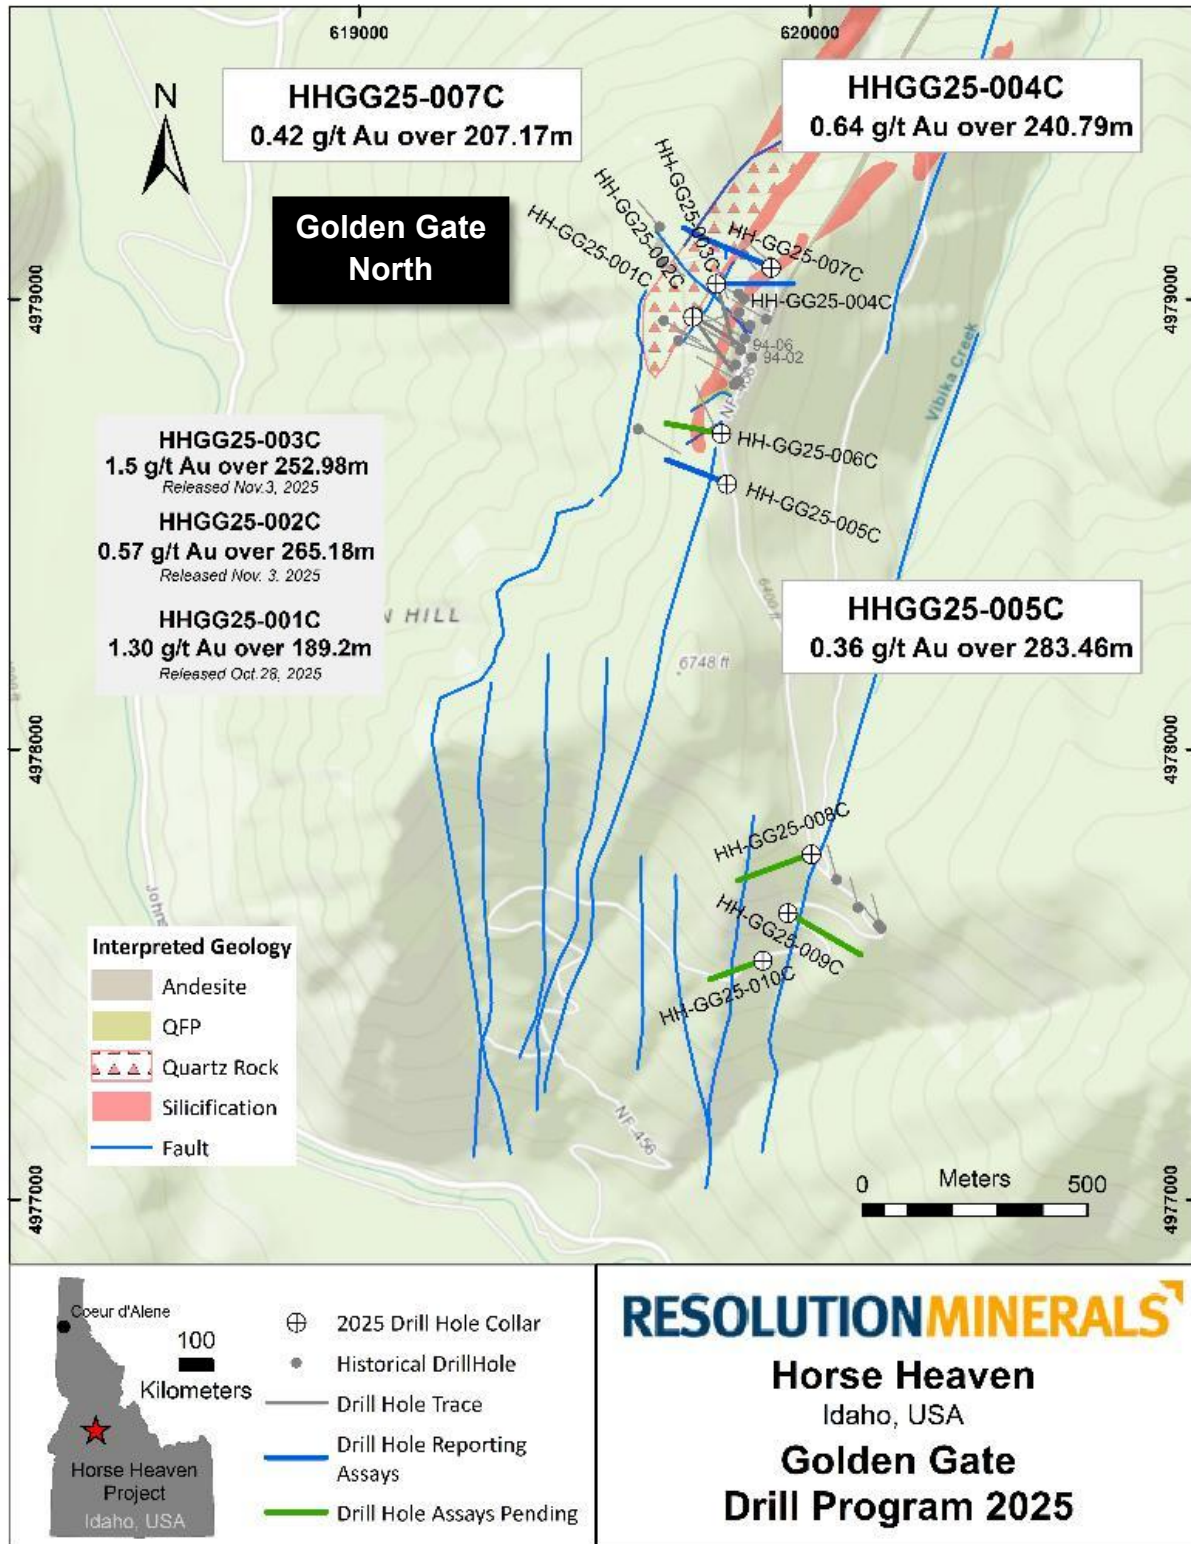 619000
620000
HHGG25-007C
0.42 g/t Au over 207.17m
HHGG25-004C
0.64 g/t Au over 240.79m
N
Golden Gate
North
HH-GG25-003C
HH-GG25-002C
HH-GG25-001C
HH-GG25-007C
HH-GG25-004C
4979000
4979000
94-06
94-02
NF-456
Vibika Creek
HH-GG25-006C
HH-GG25-005C
HHGG25-003C
1.5 g/t Au over 252.98m
Released Nov.3, 2025
HHGG25-002C
0.57 g/t Au over 265.18m
Released Nov. 3. 2025
HHGG25-001C
1.30 g/t Au over 189.2m
Released Oct.28, 2025
N HILL
6400 ft
6748 ft
HHGG25-005C
0.36 g/t Au over 283.46m
4978000
4978000
HH-GG25-008C
HH-GG25-009C
HH-GG25-010C
Johns
Interpreted Geology
Andesite
QFP
Quartz Rock
Silicification
Fault
NF-456
0 Meters 500
4977000
4977000
Coeur d'Alene
100
Kilometers
Horse Heaven
Project
Idaho, USA
2025 Drill Hole Collar
Historical DrillHole
Drill Hole Trace
Drill Hole Reporting
Assays
Drill Hole Assays Pending
RESOLUTIONMINERALS
Horse Heaven
Idaho, USA
Golden Gate
Drill Program 2025